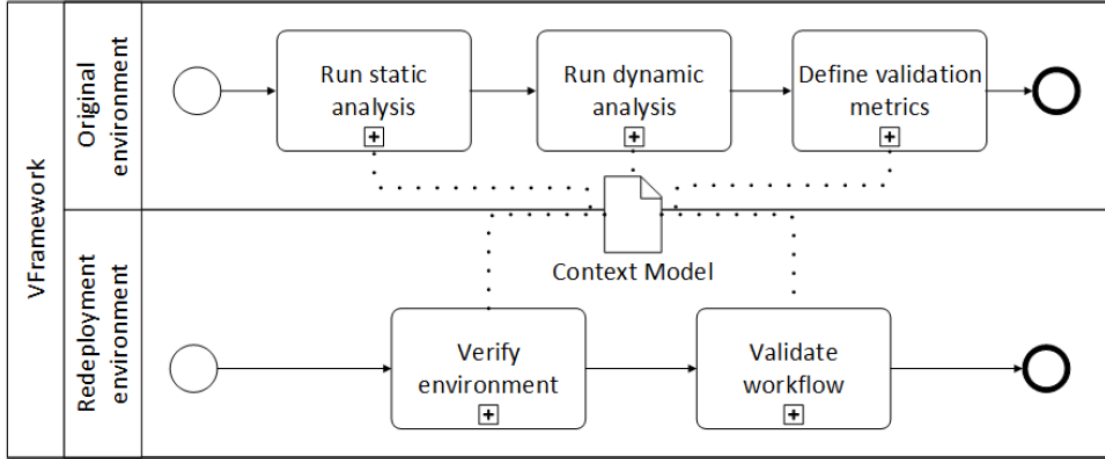 VFramework
Original
environment
Run static
analysis
Run dynamic
analysis
Define validation
metrics
Context Model
Redeployment
environment
Verify
environment
Validate
workflow